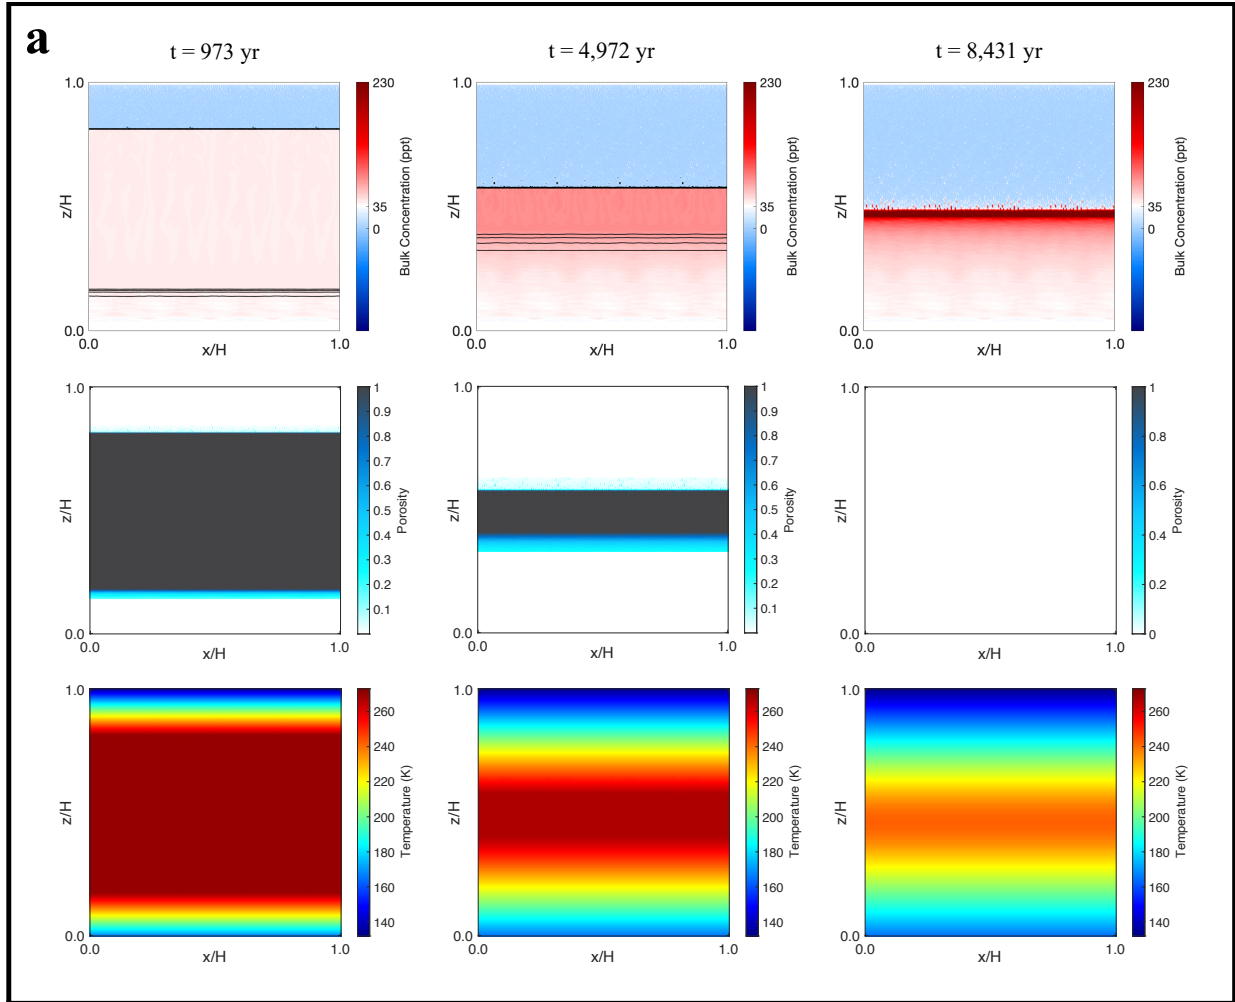 a
t = 973 yr
t = 4,972 yr
t = 8,431 yr
1.0
z/H
0.0
0.0
x/H
1.0
230
35
0
Bulk Concentration (ppt)
1.0
z/H
0.0
0.0
x/H
1.0
230
35
0
Bulk Concentration (ppt)
1.0
z/H
0.0
0.0
x/H
1.0
230
35
0
Bulk Concentration (ppt)
1.0
z/H
0.0
0.0
x/H
1.0
1
0.9
0.8
0.7
0.6
0.5
0.4
0.3
0.2
0.1
Porosity
1.0
z/H
0.0
0.0
x/H
1.0
1
0.9
0.8
0.7
0.6
0.5
0.4
0.3
0.2
0.1
Porosity
1.0
z/H
0.0
0.0
x/H
1.0
1
0.8
0.6
0.4
0.2
0
Porosity
1.0
z/H
0.0
0.0
x/H
1.0
260
240
220
200
180
160
140
Temperature (K)
1.0
z/H
0.0
0.0
x/H
1.0
260
240
220
200
180
160
140
Temperature (K)
1.0
z/H
0.0
0.0
x/H
1.0
260
240
220
200
180
160
140
Temperature (K)